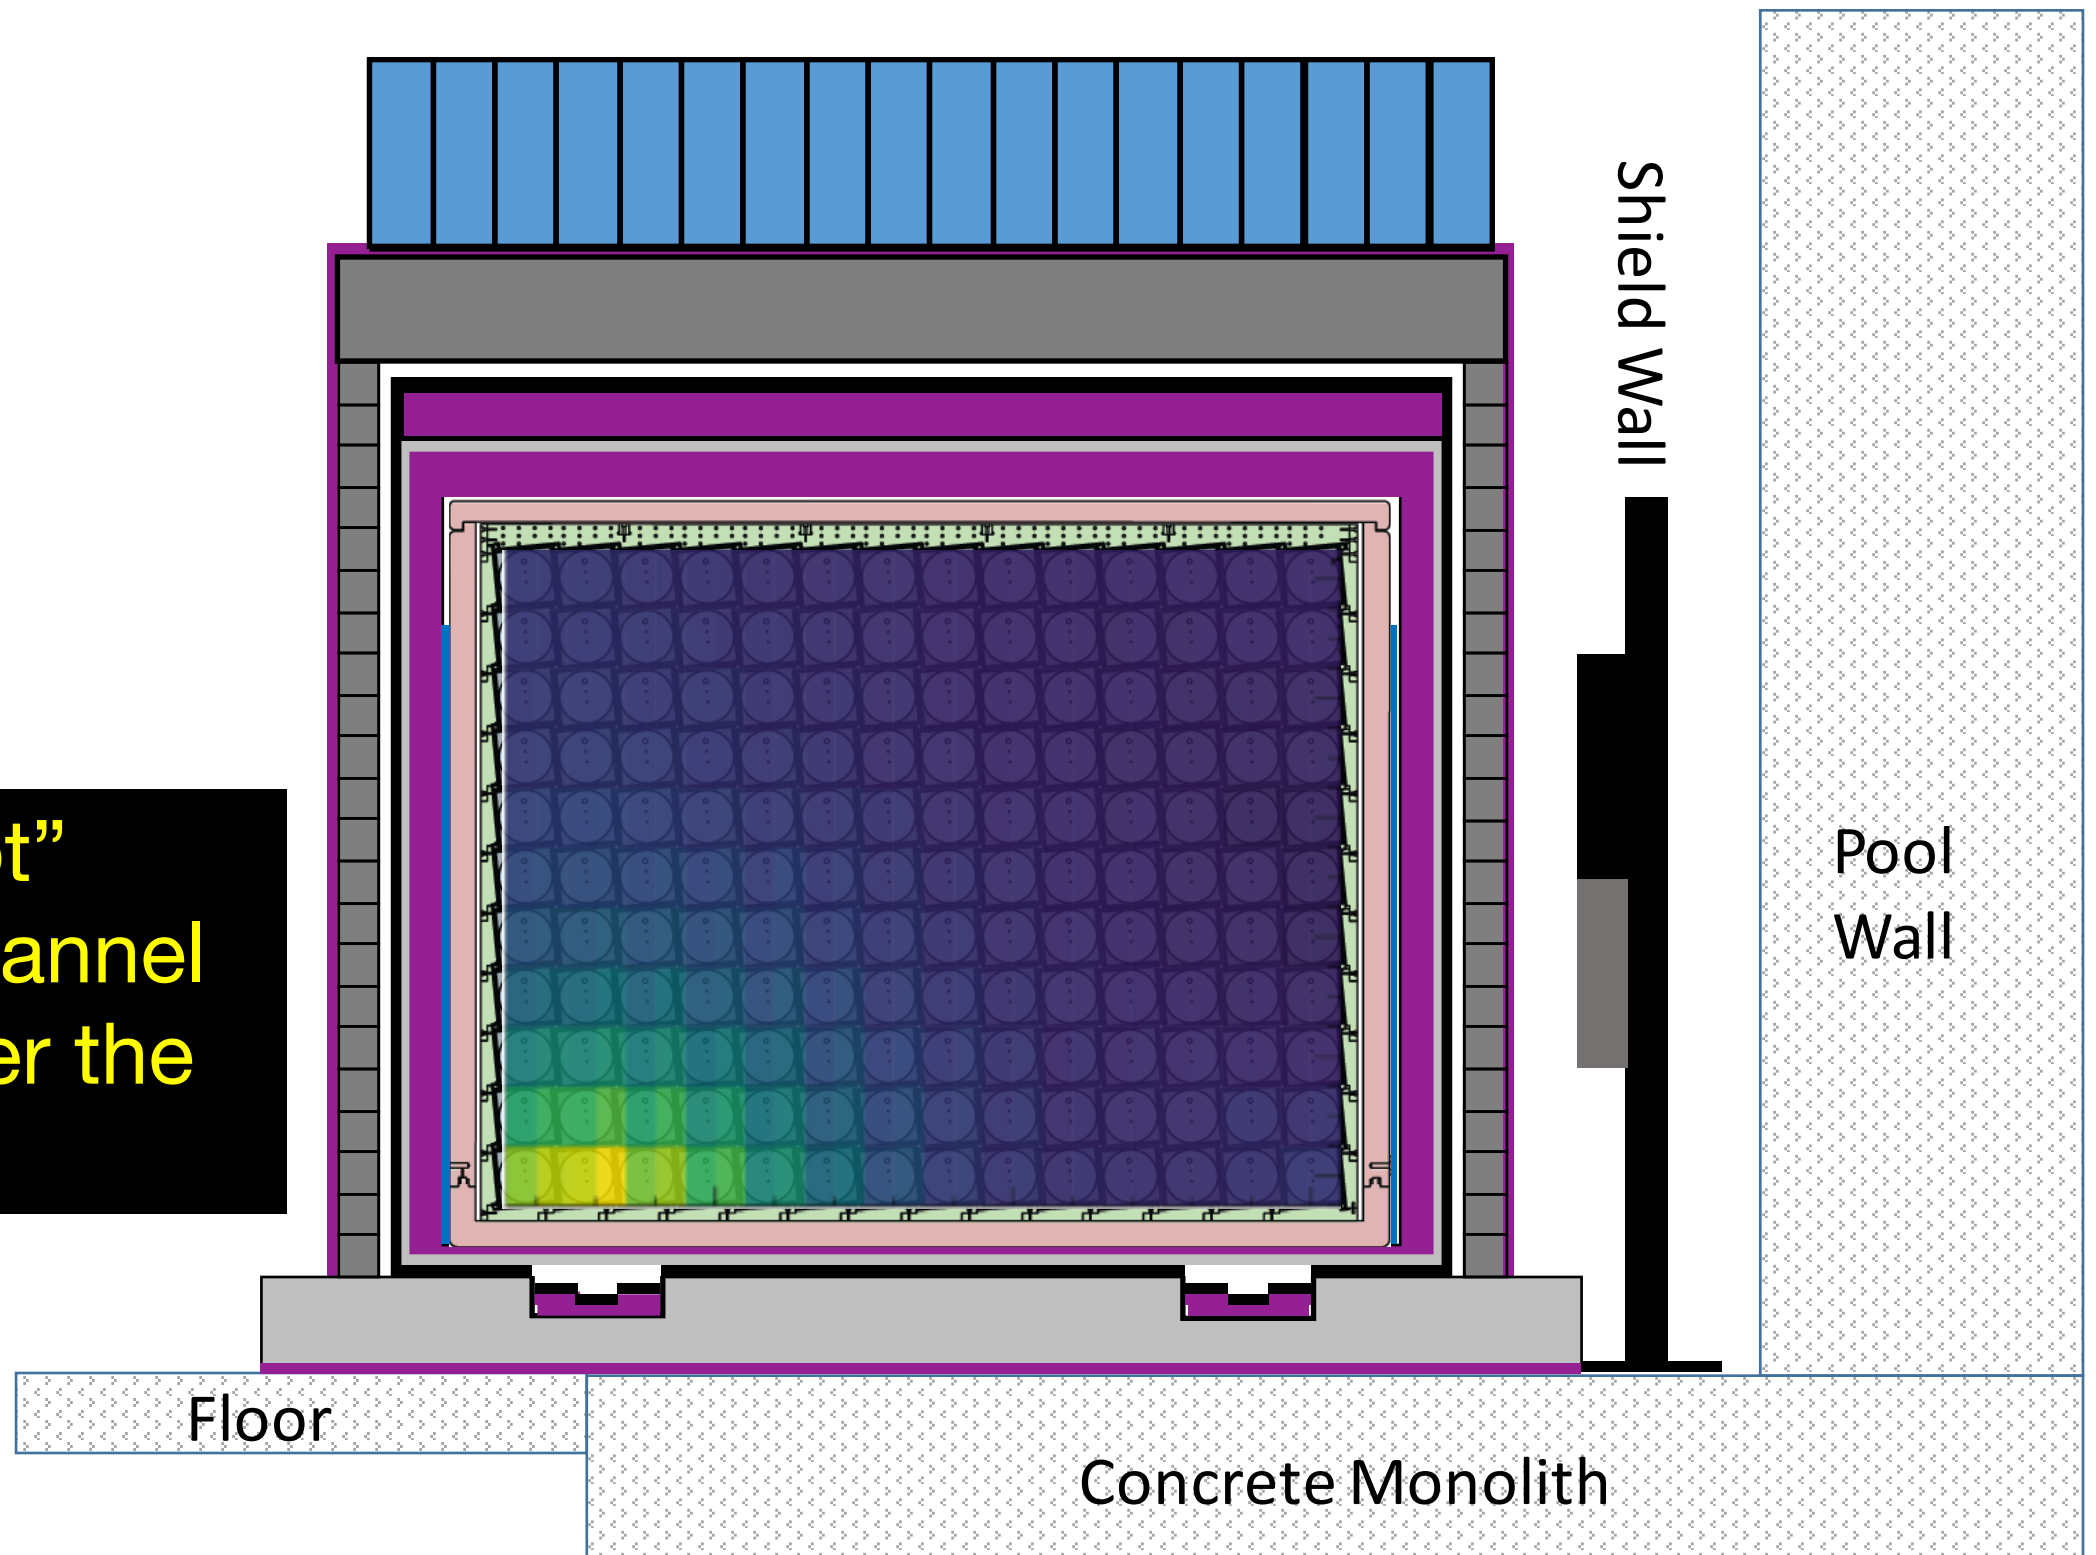 Shield Wall
t”
annel
er the
Pool
Wall
Floor
Concrete Monolith